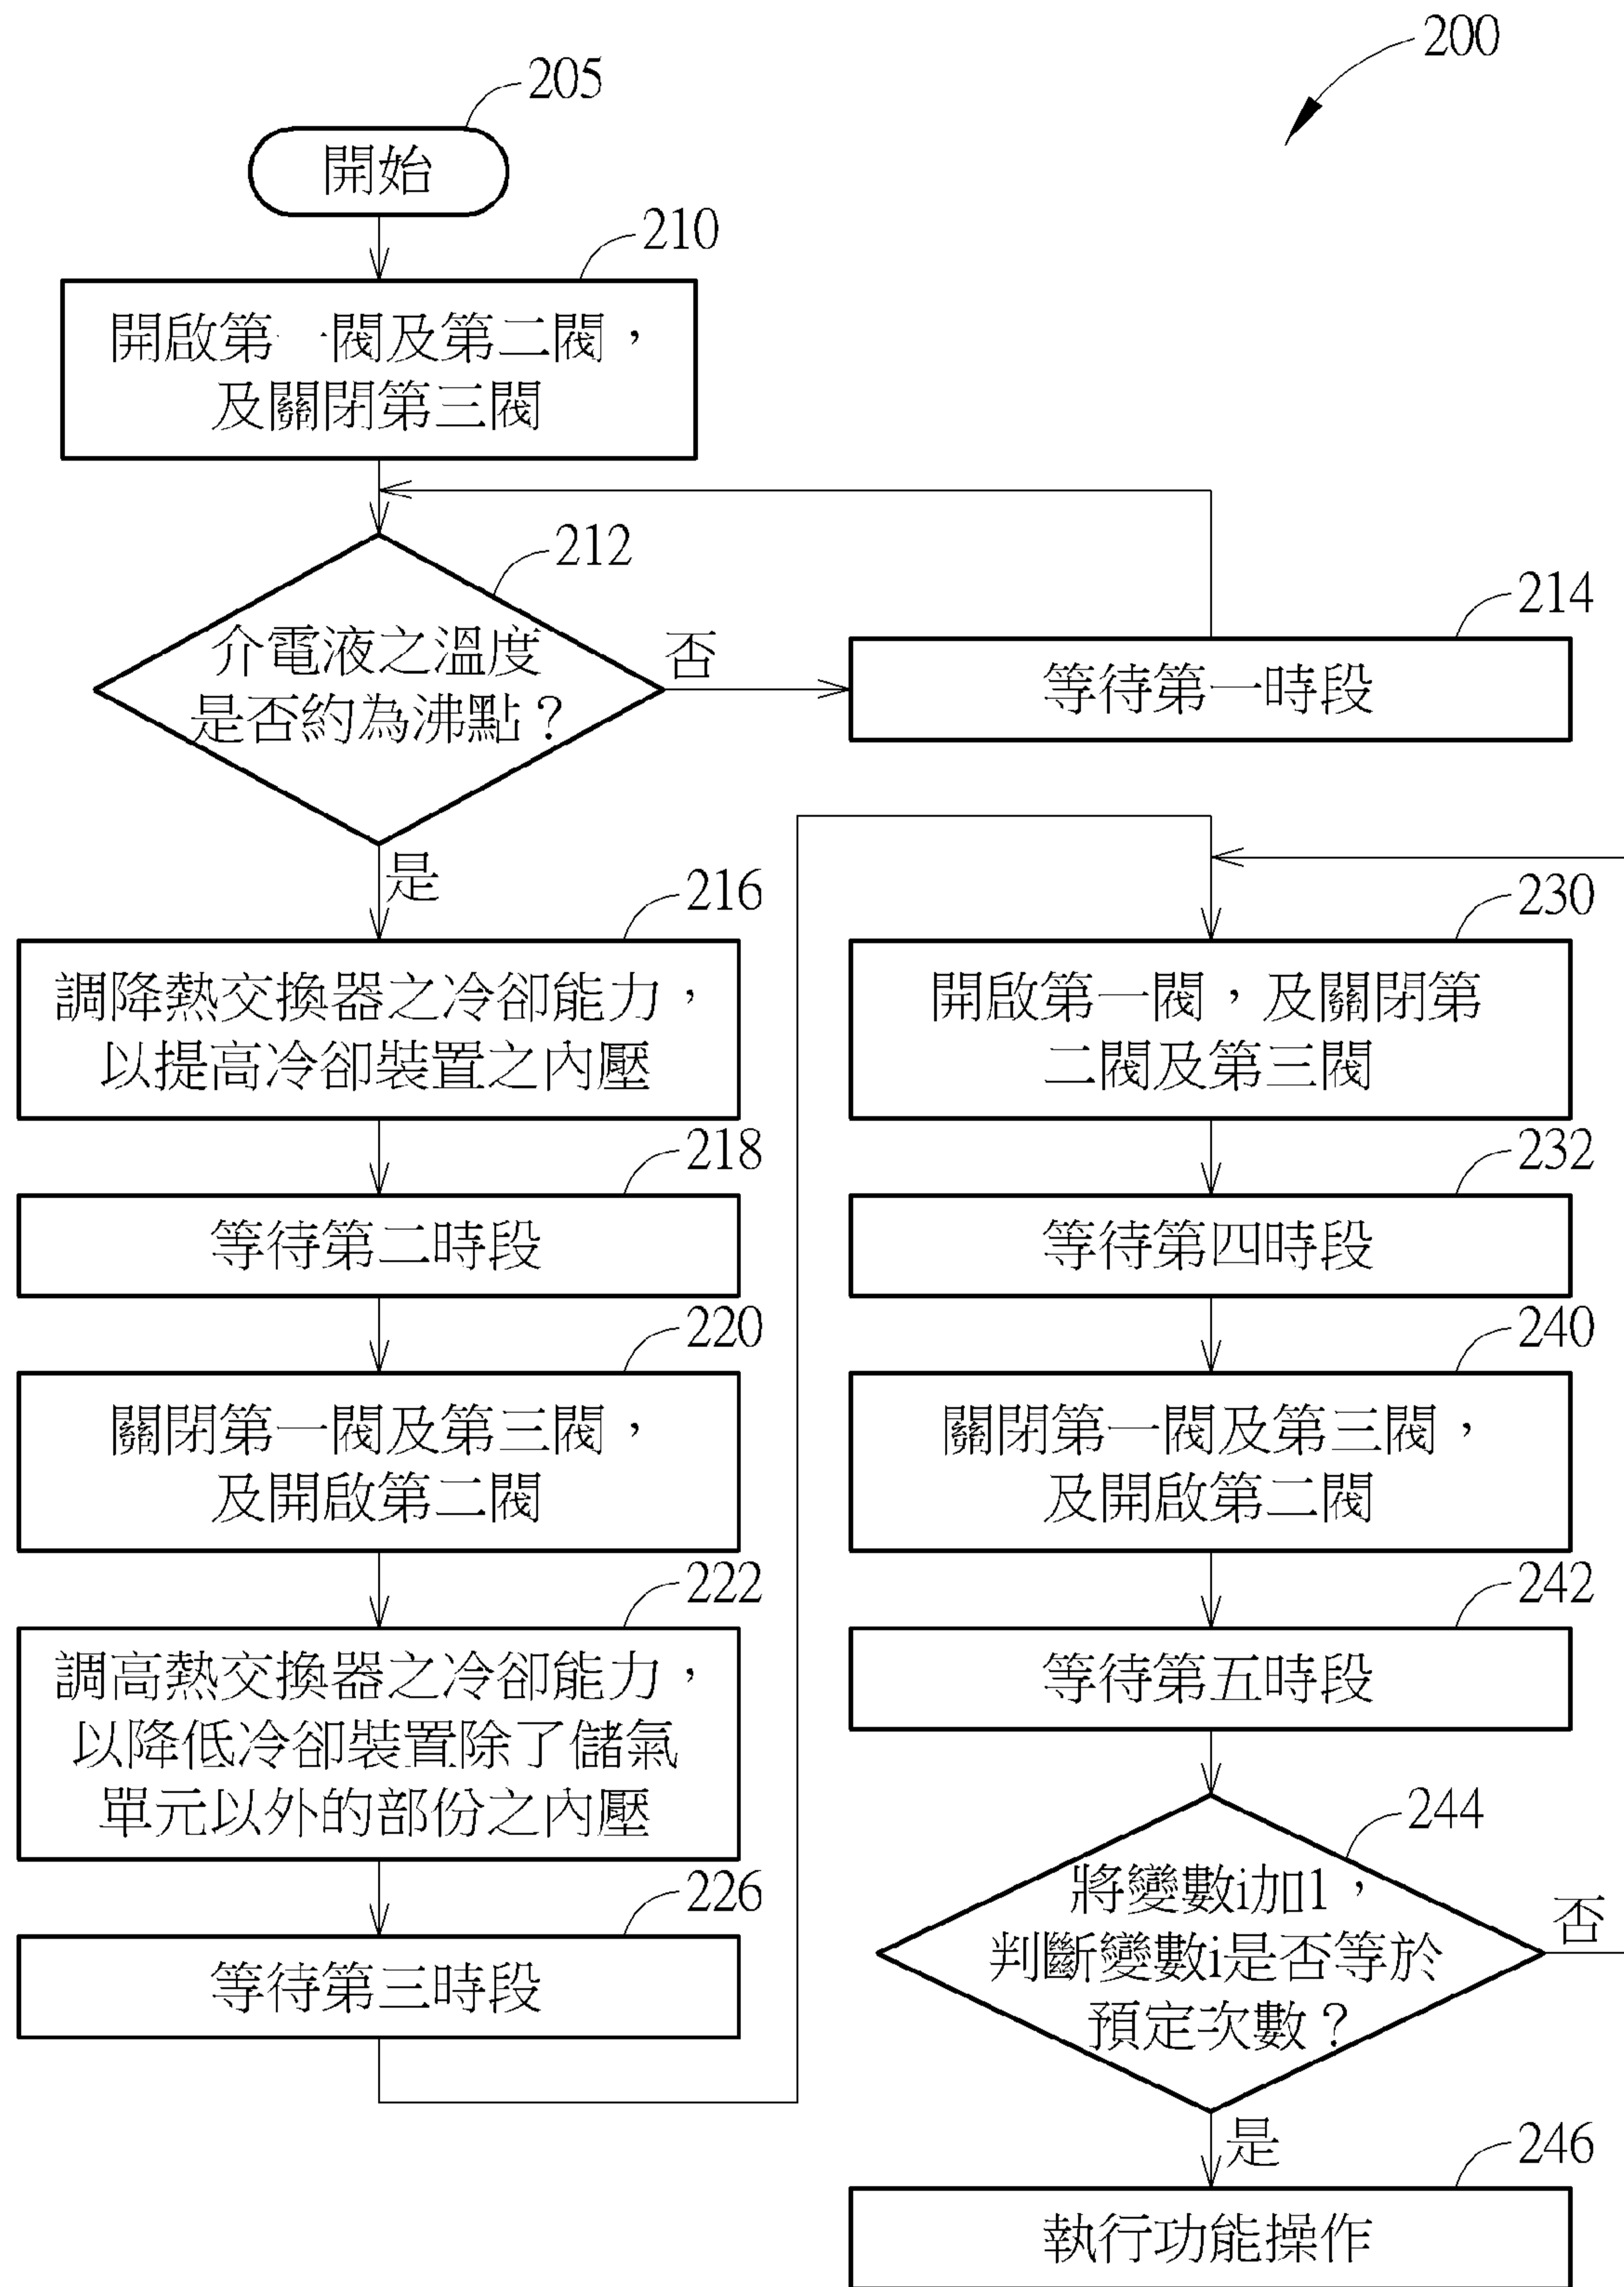 200
205
開始
210
開啟第一閥及第二閥，
及關閉第三閥
212
介電液之溫度
是否約為沸點？
否
214
等待第一時段
是
216
調降熱交換器之冷卻能力，
以提高冷卻裝置之內壓
218
等待第二時段
220
關閉第一閥及第三閥，
及開啟第二閥
222
調高熱交換器之冷卻能力，
以降低冷卻裝置除了儲氣
單元以外的部份之內壓
226
等待第三時段
230
開啟第一閥，及關閉第
二閥及第三閥
232
等待第四時段
240
關閉第一閥及第三閥，
及開啟第二閥
242
等待第五時段
244
將變數i加1，
判斷變數i是否等於
預定次數？
否
是
246
執行功能操作